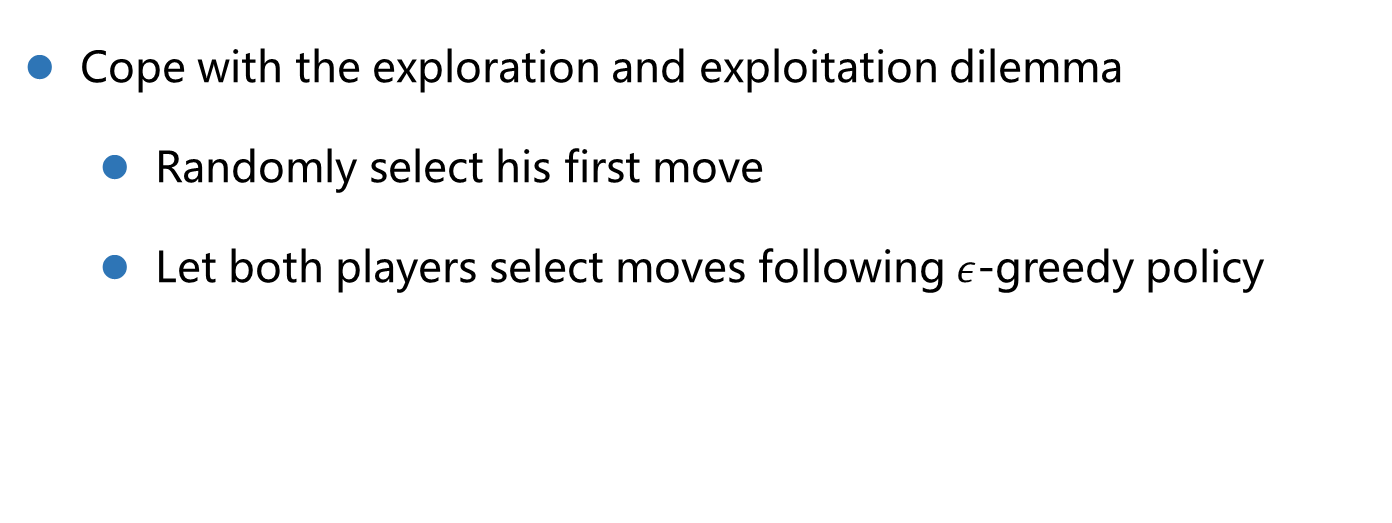 ● Cope with the exploration and exploitation dilemma
● Randomly select his first move
● Let both players select moves following ϵ-greedy policy